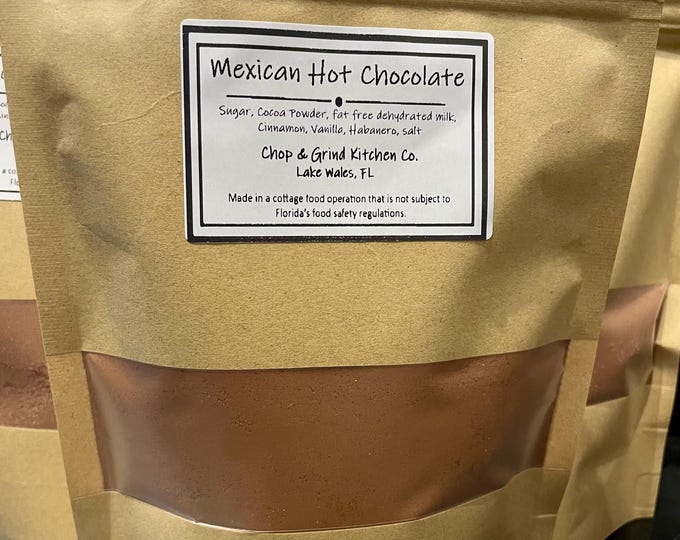 Mexican Hot Chocolate
Sugar, Cocoa Powder, fat free dehydrated milk,
Cinnamon, Vanilla, Habanero, salt
Chop & Grind Kitchen Co.
Lake Wales, FL
Made in a cottage food operation that is not subject to
Florida's food safety regulations.